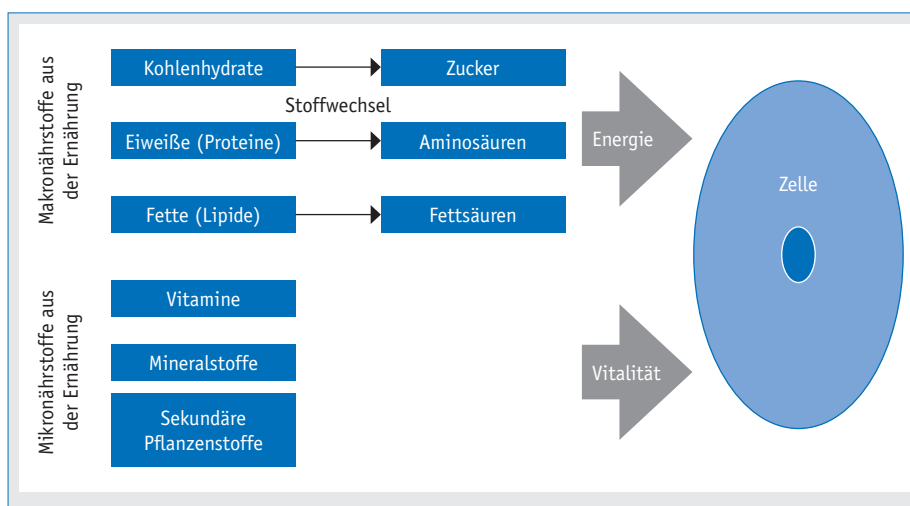 Makronährstoffe aus
der Ernährung
Kohlenhydrate
Zucker
Stoffwechsel
Eiweiße (Proteine)
Aminosäuren
Fette (Lipide)
Fettsäuren
Energie
Zelle
Mikronährstoffe aus
der Ernährung
Vitamine
Mineralstoffe
Sekundäre
Pflanzenstoffe
Vitalität